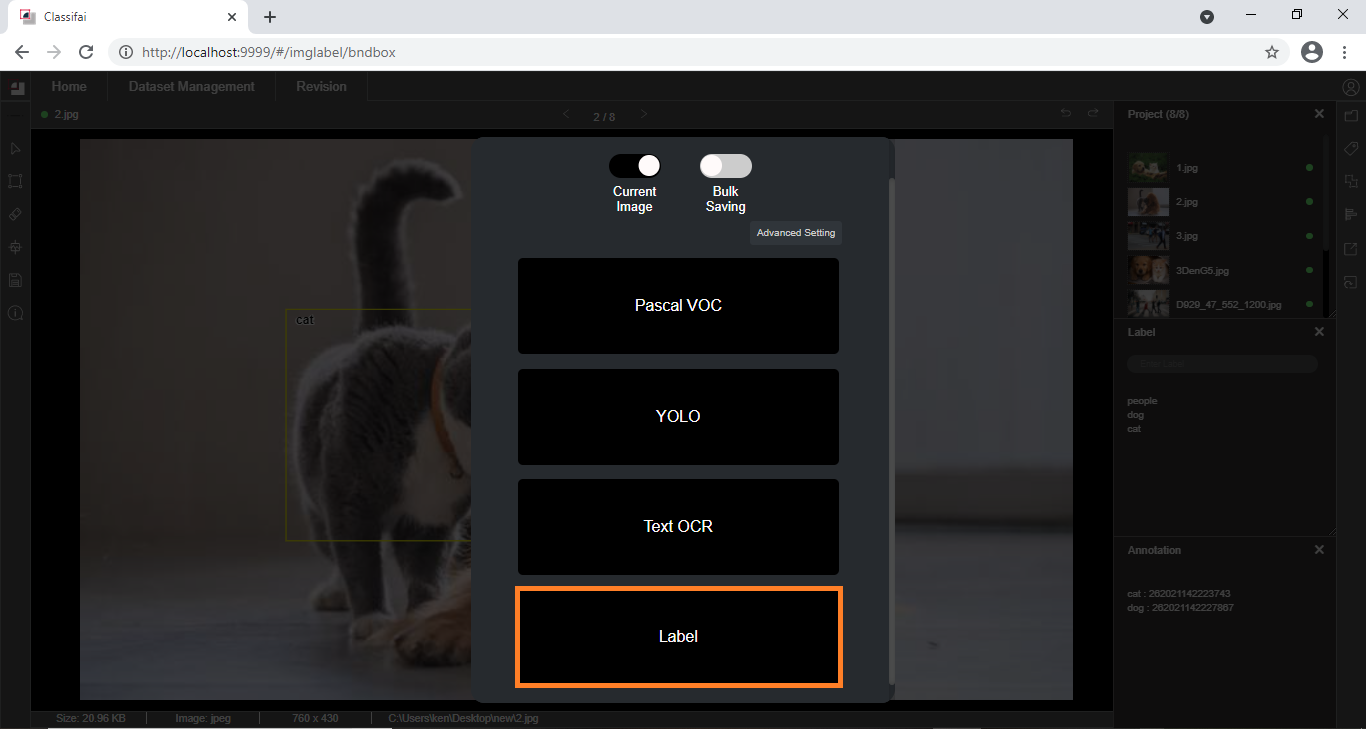 Classifai
http://localhost:9999/#/imglabel/bndbox
Home
Dataset Management
Revision
2.jpg
2 / 8
Project (8/8)
1.jpg
2.jpg
3.jpg
3DenG5.jpg
D929_47_552_1200.jpg
Current
Image
Bulk
Saving
Advanced Setting
Pascal VOC
YOLO
Text OCR
Label
cat
Label
Enter Label
people
dog
cat
Annotation
cat : 262021142223743
dog : 262021142227867
Size: 20.96 KB
Image: jpeg
760 x 430
C:\Users\ken\Desktop\new\2.jpg